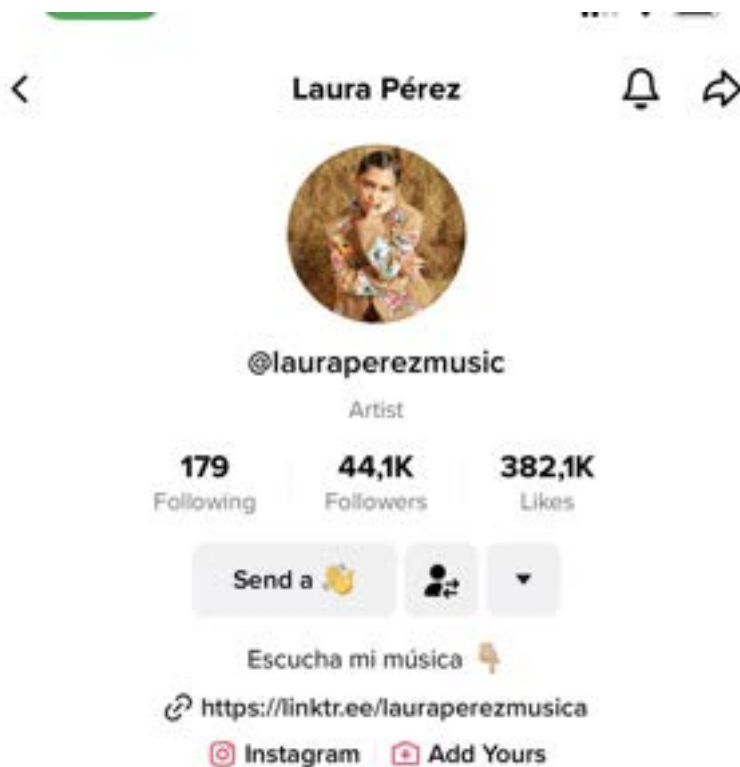 Laura Pérez
@lauraperezmusic
Artist
179 44,1K 382,1K
Following Followers Likes
Send a 👋
Escucha mi música 👇🏼
https://linktr.ee/lauraperezmusica
Instagram Add Yours